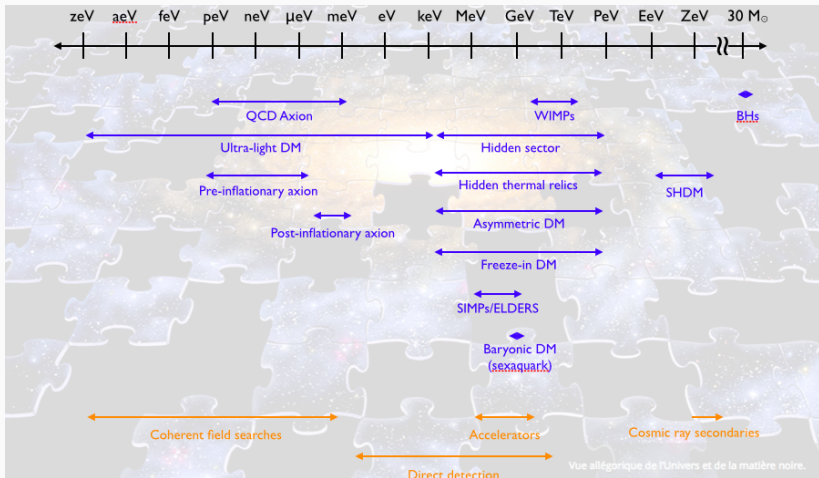 zeV aeV feV peV neV μeV meV eV keV MeV GeV TeV PeV EeV ZeV 30 M☉
QCD Axion
WIMPs
BHs
Ultra-light DM
Hidden sector
Pre-inflationary axion
Hidden thermal relics
SHDM
Post-inflationary axion
Asymmetric DM
Freeze-in DM
SIMPs/ELDERS
Baryonic DM
(sexaquark)
Coherent field searches
Accelerators
Cosmic ray secondaries
Direct detection
Vue allégorique de l'Univers et de la matière noire.